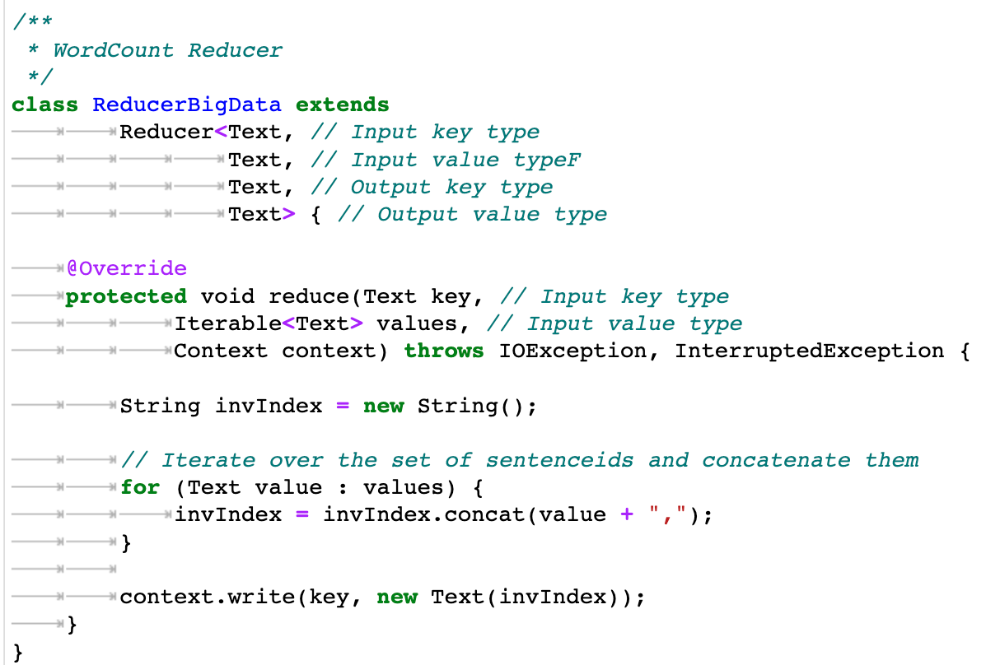 /**
 * WordCount Reducer
 */
class ReducerBigData extends
		Reducer<Text, // Input key type
				Text, // Input value typeF
				Text, // Output key type
				Text> { // Output value type

	@Override
	protected void reduce(Text key, // Input key type
			Iterable<Text> values, // Input value type
			Context context) throws IOException, InterruptedException {

		String invIndex = new String();

		// Iterate over the set of sentenceids and concatenate them
		for (Text value : values) {
			invIndex = invIndex.concat(value + ",");
		}
		
		context.write(key, new Text(invIndex));
	}
}